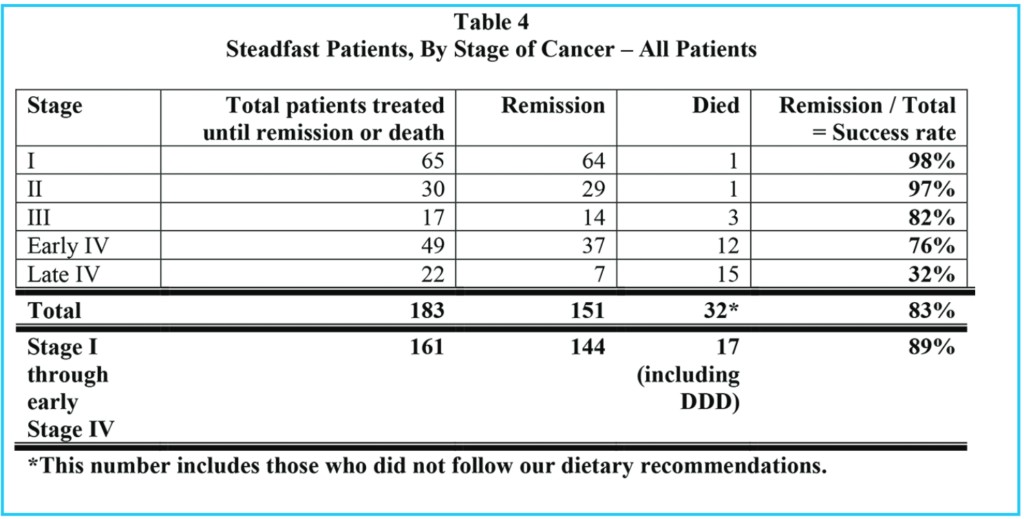 Table 4
Steadfast Patients, By Stage of Cancer – All Patients
Stage Total patients treated until remission or death Remission Died Remission / Total = Success rate
I 65 64 1 98%
II 30 29 1 97%
III 17 14 3 82%
Early IV 49 37 12 76%
Late IV 22 7 15 32%
Total 183 151 32* 83%
Stage I through early Stage IV 161 144 17 (including DDD) 89%
*This number includes those who did not follow our dietary recommendations.